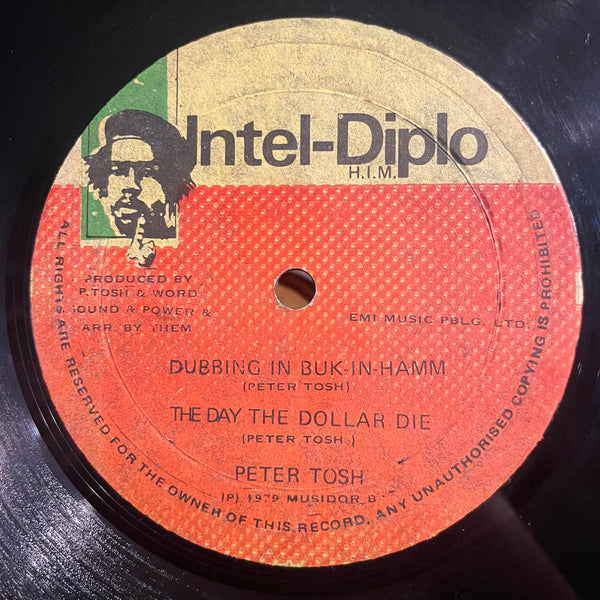 Intel-Diplo
H.I.M.
PRODUCED BY
P.TOSH & WORD
SOUND & POWER &
ARR. BY THEM
EMI MUSIC PBLG. LTD.
DUBBING IN BUK-IN-HAMM
(PETER TOSH)
THE DAY THE DOLLAR DIE
(PETER TOSH)
PETER TOSH
(P) 1979 MUSIDOR B
ALL RIGHTS ARE RESERVED FOR THE OWNER OF THIS RECORD, ANY UNAUTHORISED COPYING IS PROHIBITED